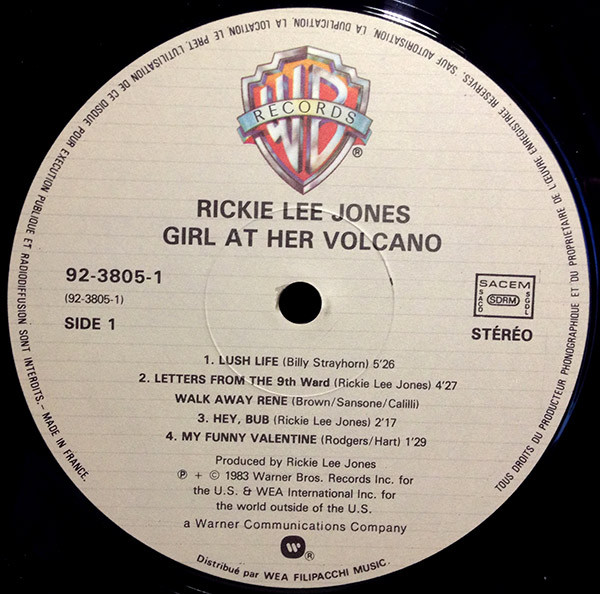 TOUS DROITS DU PRODUCTEUR PHONOGRAPHIQUE ET DU PROPRIETAIRE DE L'ŒUVRE ENREGISTREE RESERVES. SAUF AUTORISATION, LA DUPLICATION, LA LOCATION, LE PRET, L'UTILISATION DE CE DISQUE POUR EXECUTION PUBLIQUE ET RADIODIFFUSION SONT INTERDITS. - MADE IN FRANCE.
WB
RECORDS
®
RICKIE LEE JONES
GIRL AT HER VOLCANO
92-3805-1
(92-3805-1)
SIDE 1
SACEM
SACD
SDRM
SGDL
STÉRÉO
1. LUSH LIFE (Billy Strayhorn) 5'26
2. LETTERS FROM THE 9th Ward (Rickie Lee Jones) 4'27
WALK AWAY RENE (Brown/Sansone/Calilli)
3. HEY, BUB (Rickie Lee Jones) 2'17
4. MY FUNNY VALENTINE (Rodgers/Hart) 1'29
Produced by Rickie Lee Jones
℗ + © 1983 Warner Bros. Records Inc. for
the U.S. & WEA International Inc. for
the world outside of the U.S.
a Warner Communications Company
®
Distribué par WEA FILIPACCHI MUSIC.